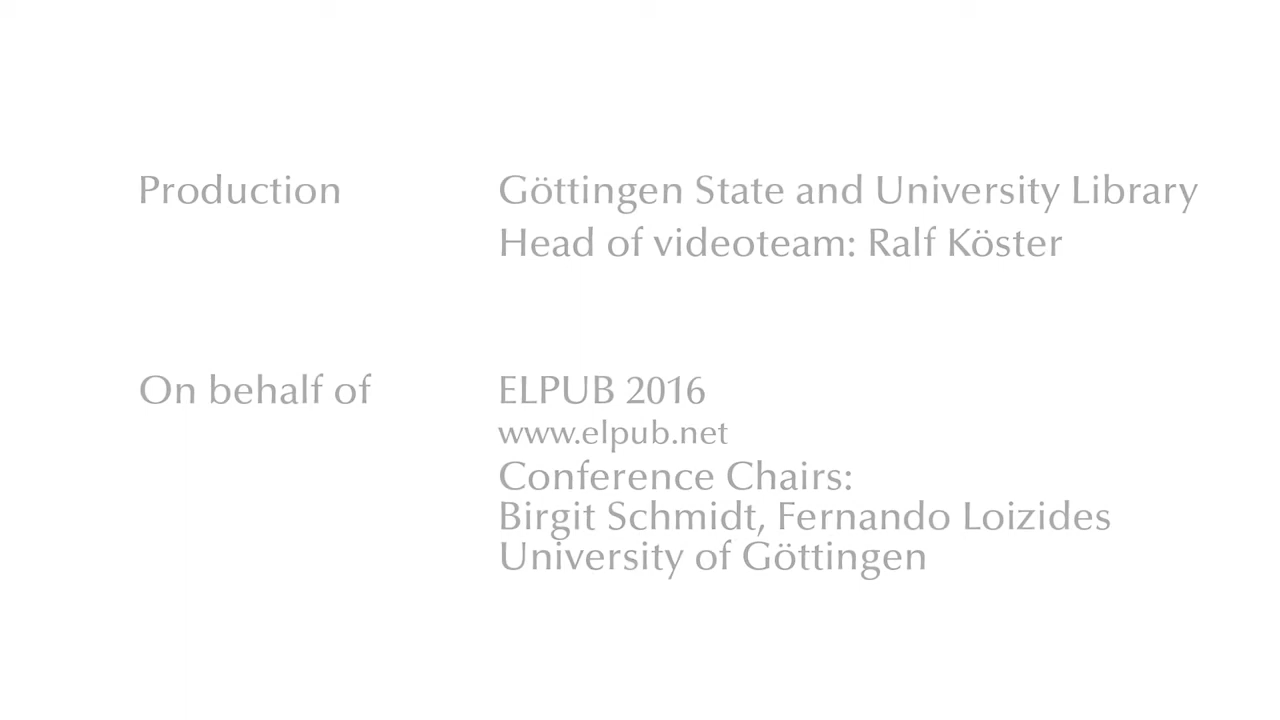 Production
Göttingen State and University Library
Head of videoteam: Ralf Köster
On behalf of
ELPUB 2016
www.elpub.net
Conference Chairs:
Birgit Schmidt, Fernando Loizides
University of Göttingen